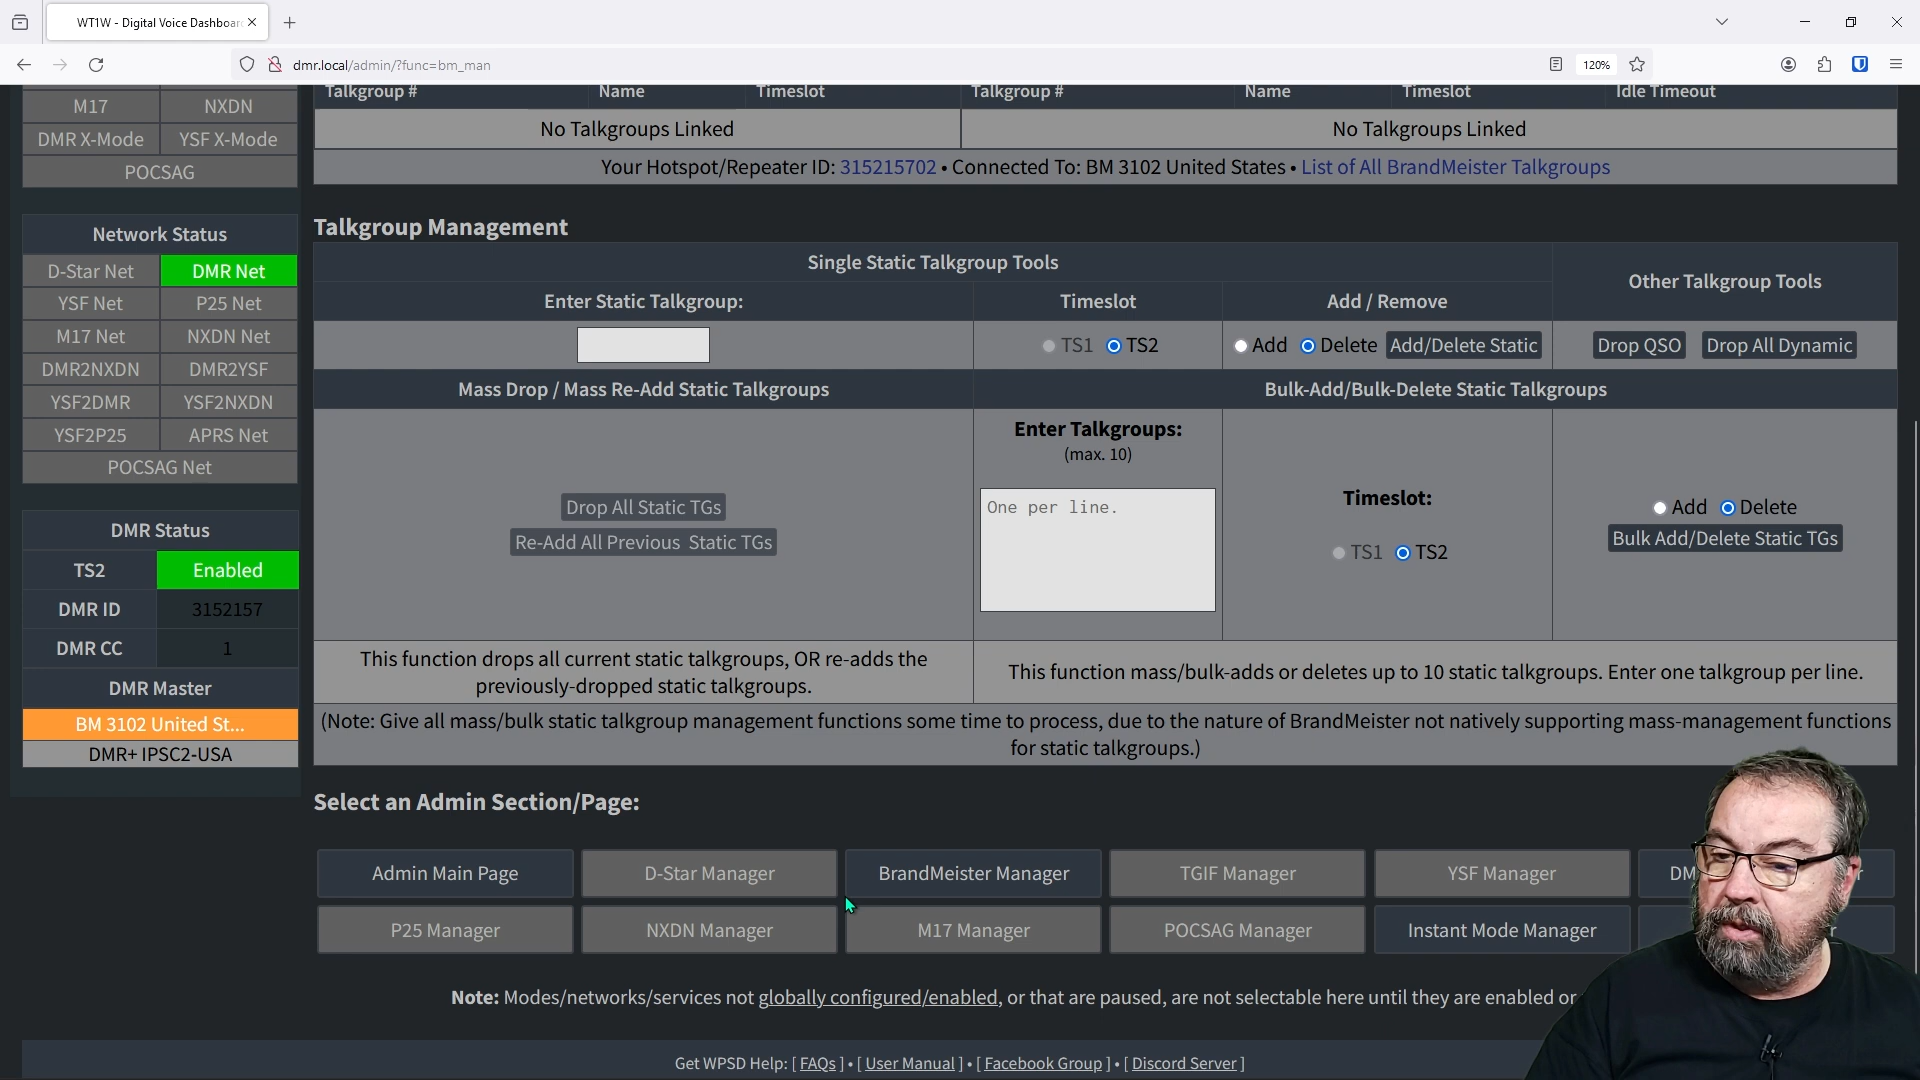 WT1W - Digital Voice Dashboar
dmr.local/admin/?func=bm_man
120%
Talkgroup # Name Timeslot Talkgroup # Name Timeslot Idle Timeout
No Talkgroups Linked No Talkgroups Linked
Your Hotspot/Repeater ID: 315215702 • Connected To: BM 3102 United States • List of All BrandMeister Talkgroups
M17 NXDN
DMR X-Mode YSF X-Mode
POCSAG
Network Status
D-Star Net DMR Net
YSF Net P25 Net
M17 Net NXDN Net
DMR2NXDN DMR2YSF
YSF2DMR YSF2NXDN
YSF2P25 APRS Net
POCSAG Net
DMR Status
TS2 Enabled
DMR ID 3152157
DMR CC 1
DMR Master
BM 3102 United St...
DMR+ IPSC2-USA
Talkgroup Management
Single Static Talkgroup Tools
Other Talkgroup Tools
Enter Static Talkgroup: Timeslot Add / Remove
TS1 TS2 Add Delete Add/Delete Static Drop QSO Drop All Dynamic
Mass Drop / Mass Re-Add Static Talkgroups Bulk-Add/Bulk-Delete Static Talkgroups
Drop All Static TGs
Re-Add All Previous Static TGs
Enter Talkgroups:
(max. 10)
One per line.
Timeslot:
TS1 TS2
Add Delete
Bulk Add/Delete Static TGs
This function drops all current static talkgroups, OR re-adds the
previously-dropped static talkgroups.
This function mass/bulk-adds or deletes up to 10 static talkgroups. Enter one talkgroup per line.
(Note: Give all mass/bulk static talkgroup management functions some time to process, due to the nature of BrandMeister not natively supporting mass-management functions
for static talkgroups.)
Select an Admin Section/Page:
Admin Main Page D-Star Manager BrandMeister Manager TGIF Manager YSF Manager DM
P25 Manager NXDN Manager M17 Manager POCSAG Manager Instant Mode Manager
Note: Modes/networks/services not globally configured/enabled, or that are paused, are not selectable here until they are enabled or
Get WPSD Help: [ FAQs ] • [ User Manual ] • [ Facebook Group ] • [ Discord Server ]